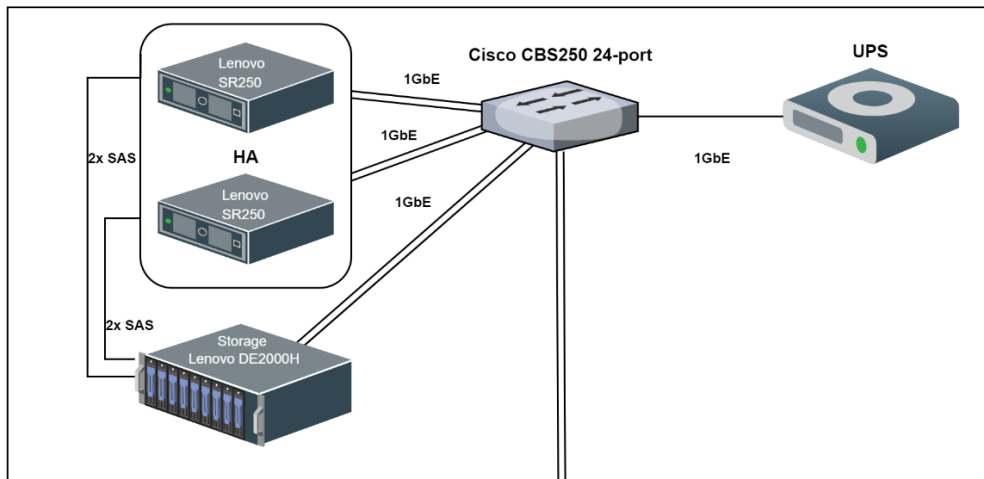 Lenovo
SR250
1GbE
Cisco CBS250 24-port
UPS
2x SAS
HA
1GbE
1GbE
Lenovo
SR250
1GbE
2x SAS
Storage
Lenovo DE2000H